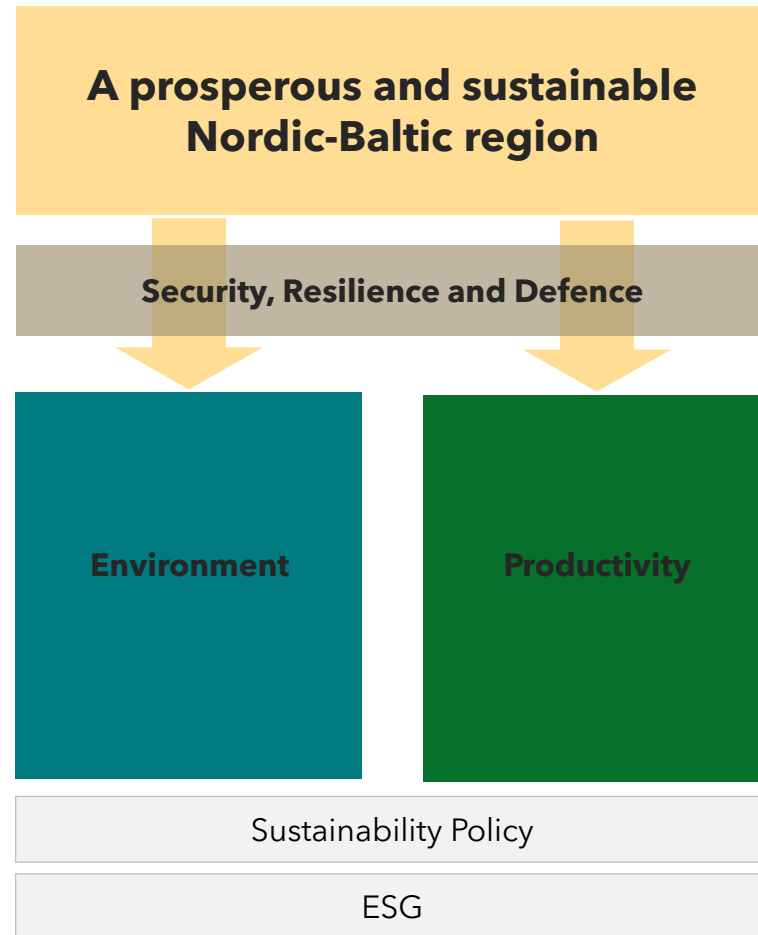 A prosperous and sustainable
Nordic-Baltic region
Security, Resilience and Defence
Environment
Productivity
Sustainability Policy
ESG